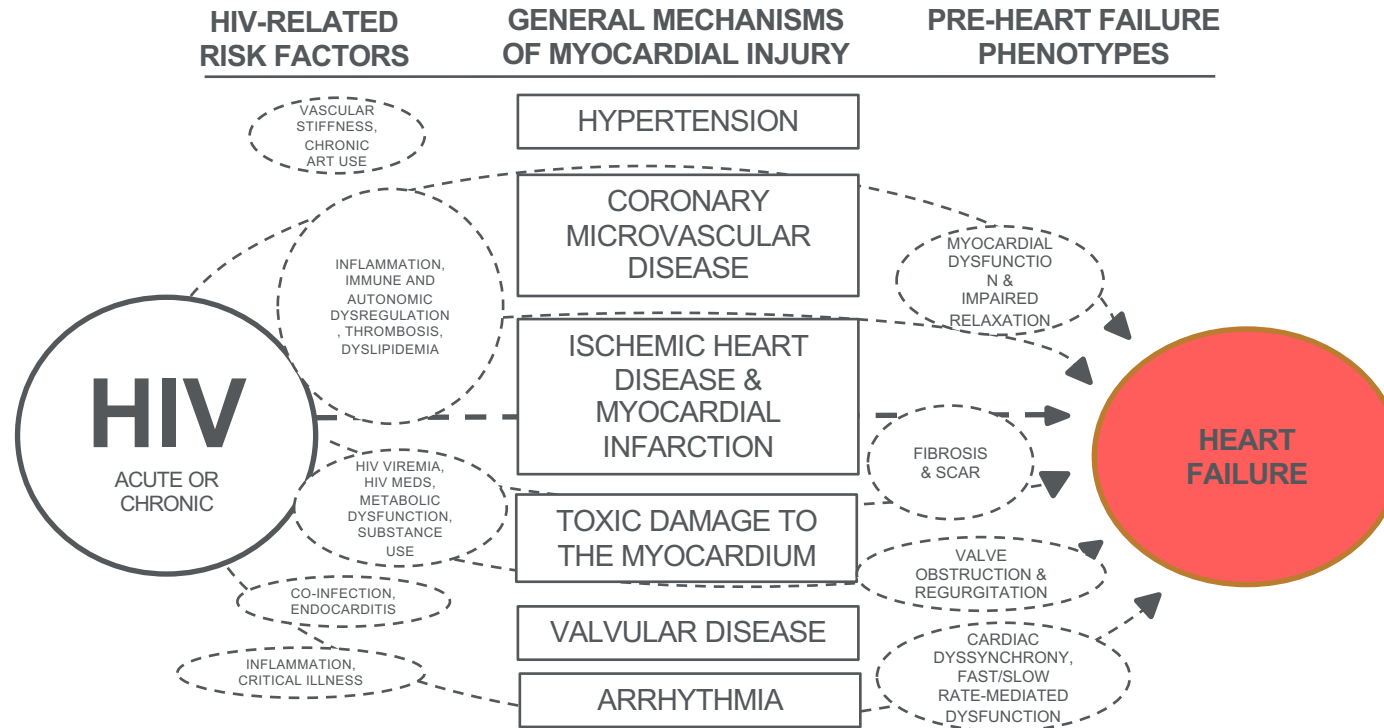 HIV-RELATED
RISK FACTORS
GENERAL MECHANISMS
OF MYOCARDIAL INJURY
PRE-HEART FAILURE
PHENOTYPES
VASCULAR
STIFFNESS,
CHRONIC
ART USE
INFLAMMATION,
IMMUNE AND
AUTONOMIC
DYSREGULATION
, THROMBOSIS,
DYSLIPIDEMIA
HIV
ACUTE OR
CHRONIC
HIV VIREMIA,
HIV MEDS,
METABOLIC
DYSFUNCTION,
SUBSTANCE
USE
CO-INFECTION,
ENDOCARDITIS
INFLAMMATION,
CRITICAL ILLNESS
HYPERTENSION
CORONARY
MICROVASCULAR
DISEASE
ISCHEMIC HEART
DISEASE &
MYOCARDIAL
INFARCTION
TOXIC DAMAGE TO
THE MYOCARDIUM
VALVULAR DISEASE
ARRHYTHMIA
MYOCARDIAL
DYSFUNCTIO
N &
IMPAIRED
RELAXATION
FIBROSIS
& SCAR
VALVE
OBSTRUCTION &
REGURGITATION
CARDIAC
DYSSYNCHRONY,
FAST/SLOW
RATE-MEDIATED
DYSFUNCTION
HEART
FAILURE